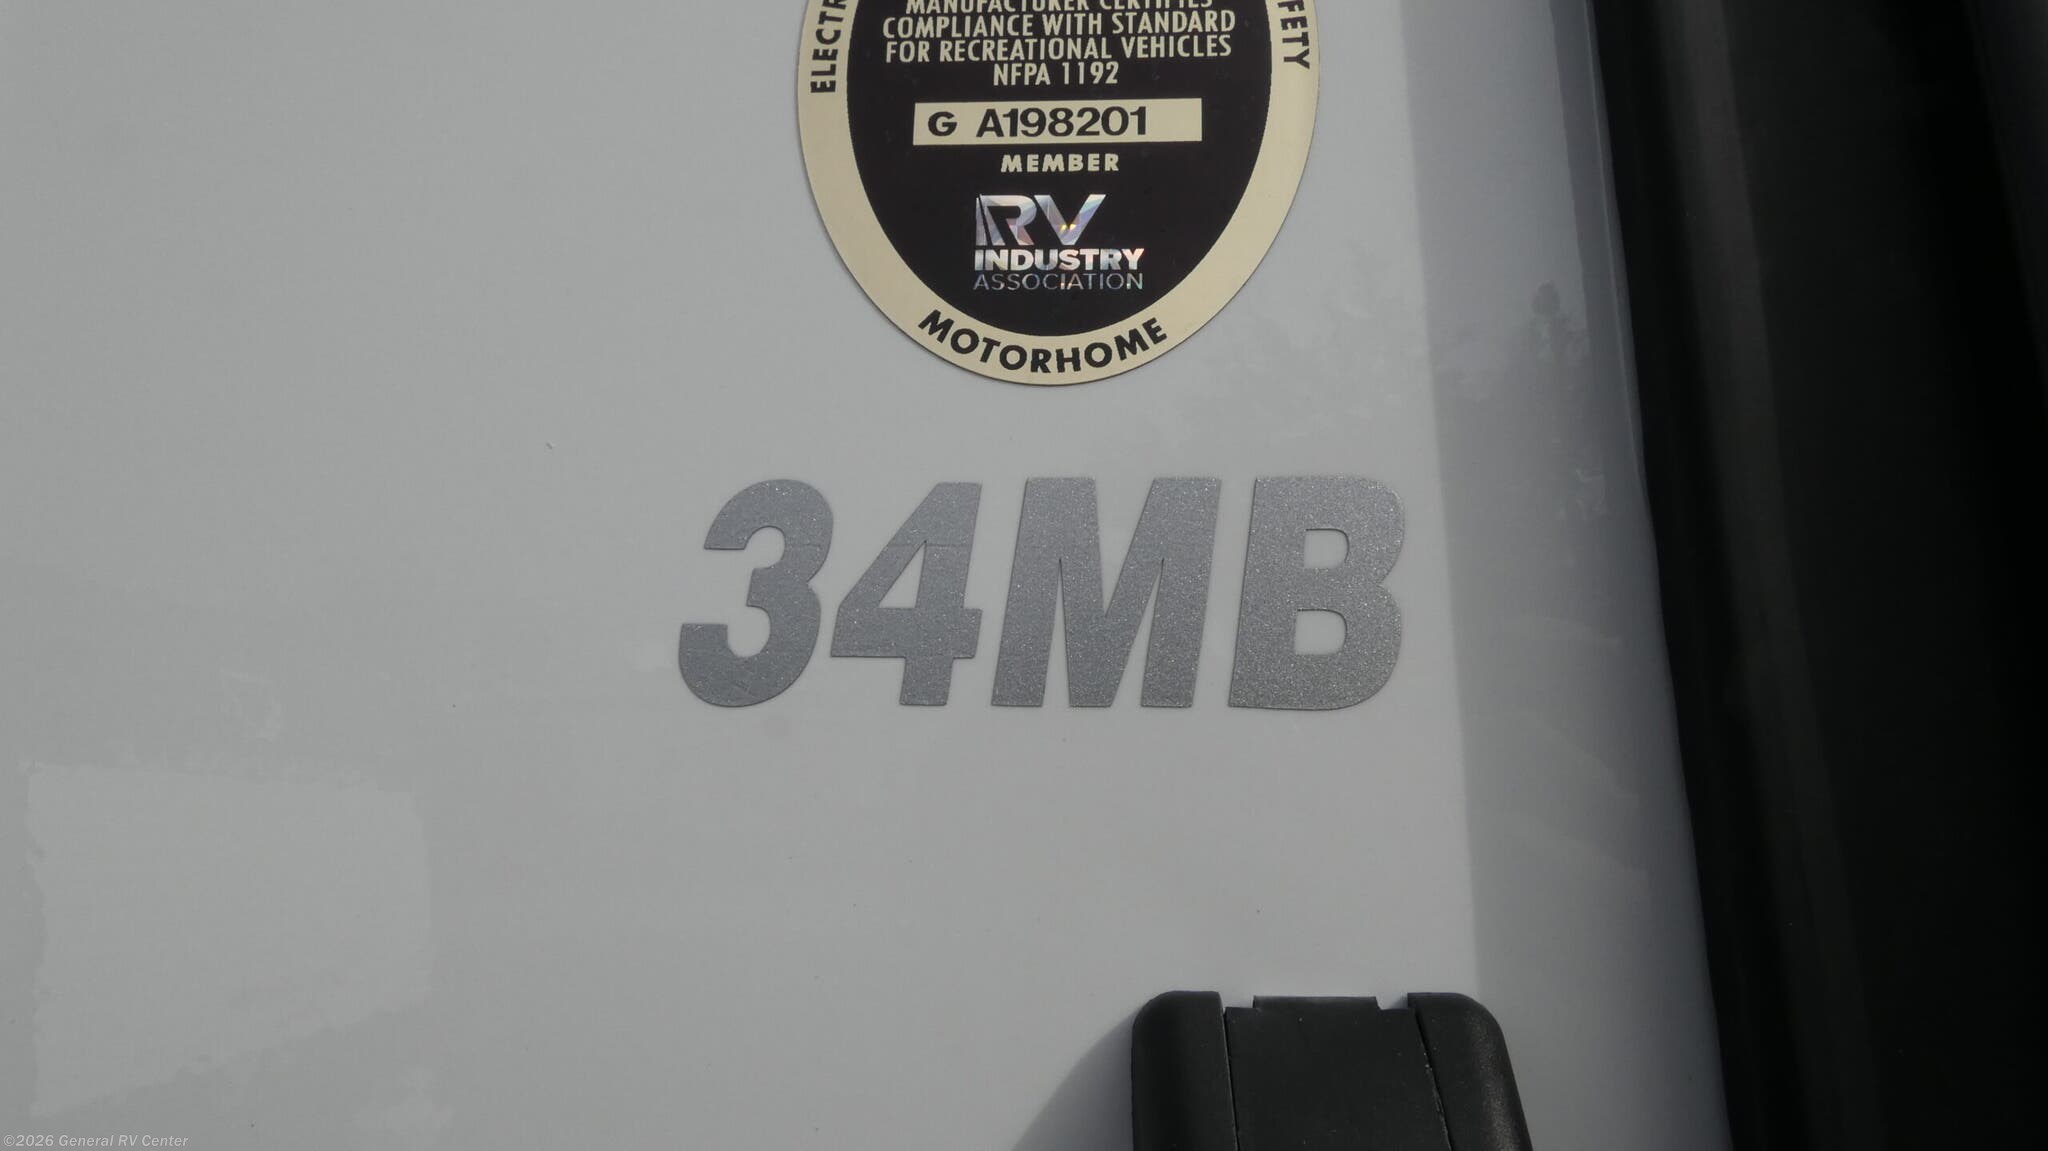 MANUFACTURER CERTIFIES
COMPLIANCE WITH STANDARD
FOR RECREATIONAL VEHICLES
NFPA 1192
G A198201
MEMBER
RV
INDUSTRY
ASSOCIATION
MOTORHOME
34MB
©2026 General RV Center